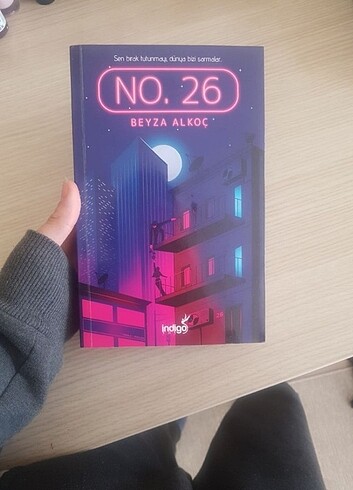 Sen bırak tutunmayı, dünya bizi sarmalar.
NO. 26
BEYZA ALKOÇ
indigo